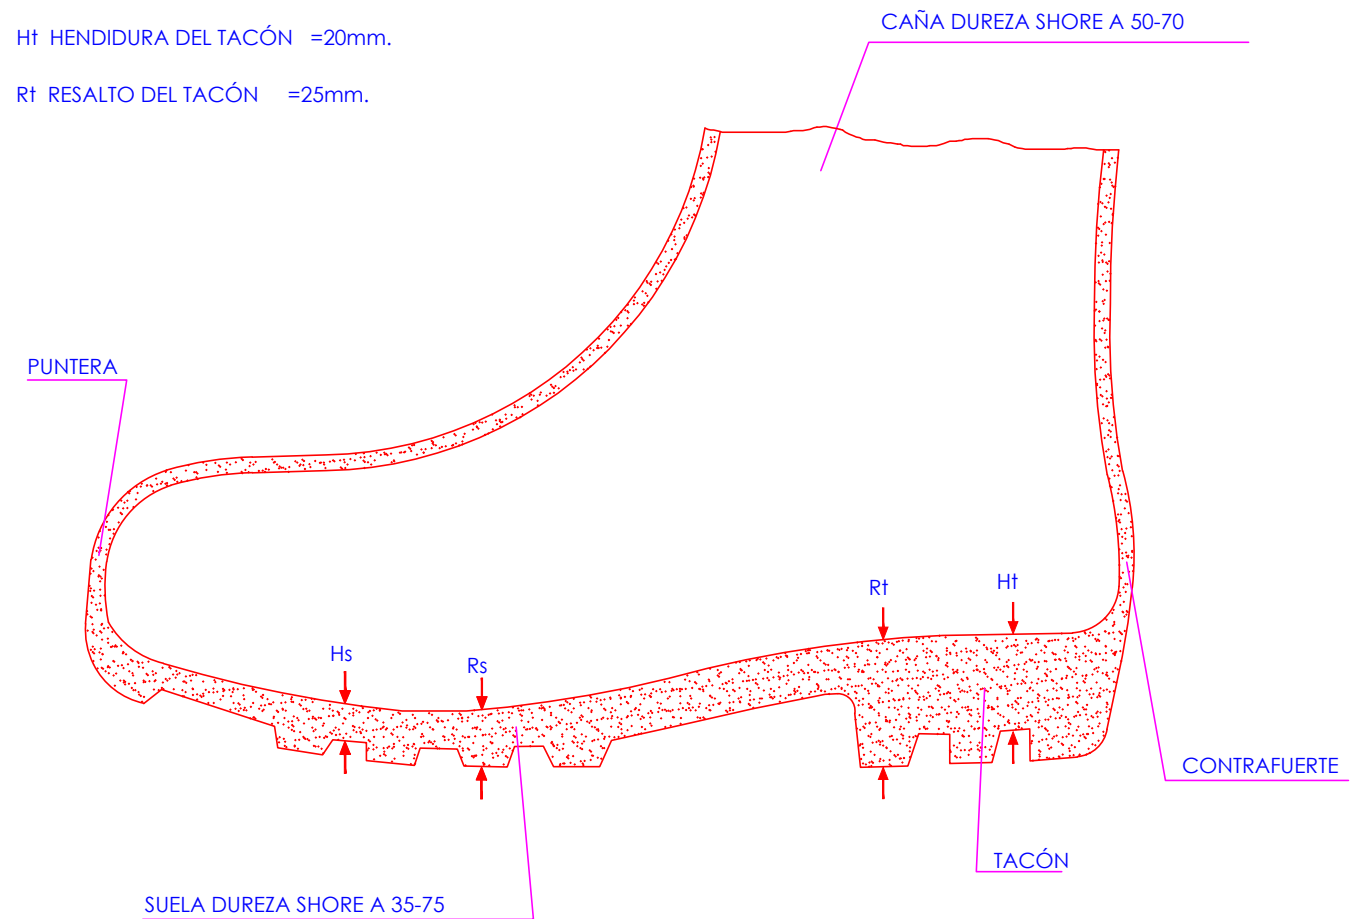 Ht HENDIDURA DEL TACÓN =20mm.
CAÑA DUREZA SHORE A 50-70
Rt RESALTO DEL TACÓN =25mm.
PUNTERA
Rt
Ht
Hs
Rs
CONTRAFUERTE
TACÓN
SUELA DUREZA SHORE A 35-75